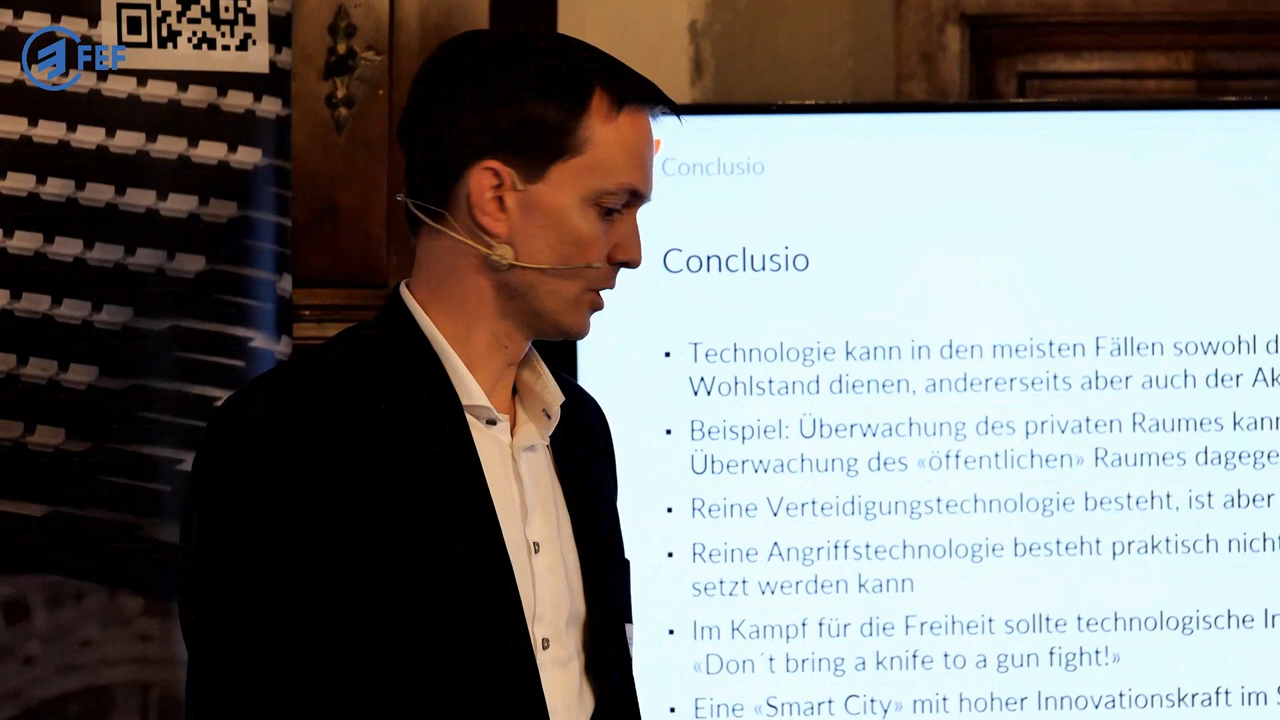 FEF
Conclusio
Conclusio
▪ Technologie kann in den meisten Fällen sowohl d
Wohlstand dienen, andererseits aber auch der Ak
▪ Beispiel: Überwachung des privaten Raumes kann
Überwachung des «öffentlichen» Raumes dagege
▪ Reine Verteidigungstechnologie besteht, ist aber
▪ Reine Angriffstechnologie besteht praktisch nicht
setzt werden kann
▪ Im Kampf für die Freiheit sollte technologische In
«Don´t bring a knife to a gun fight!»
▪ Eine «Smart City» mit hoher Innovationskraft im S